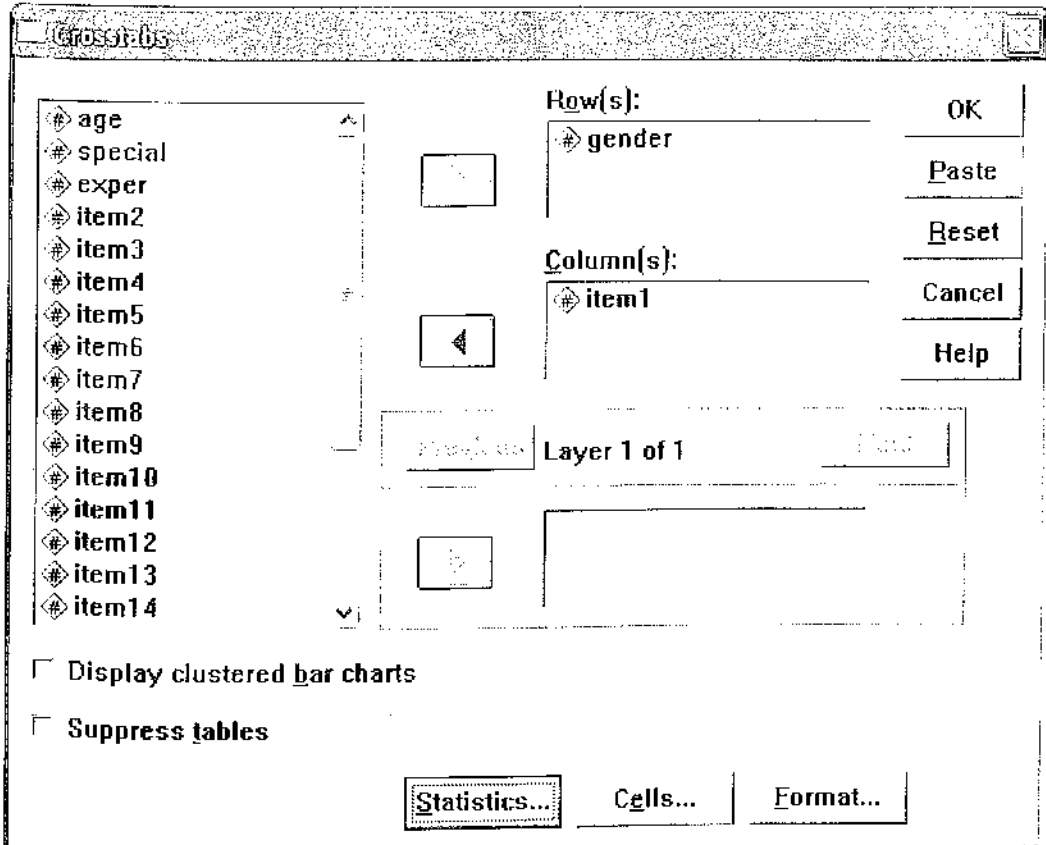 Crosstabs
age
special
exper
item2
item3
item4
item5
item6
item7
item8
item9
item10
item11
item12
item13
item14
Row(s):
gender
Column(s):
item1
Layer 1 of 1
OK
Paste
Reset
Cancel
Help
Display clustered bar charts
Suppress tables
Statistics...
Cells...
Format...